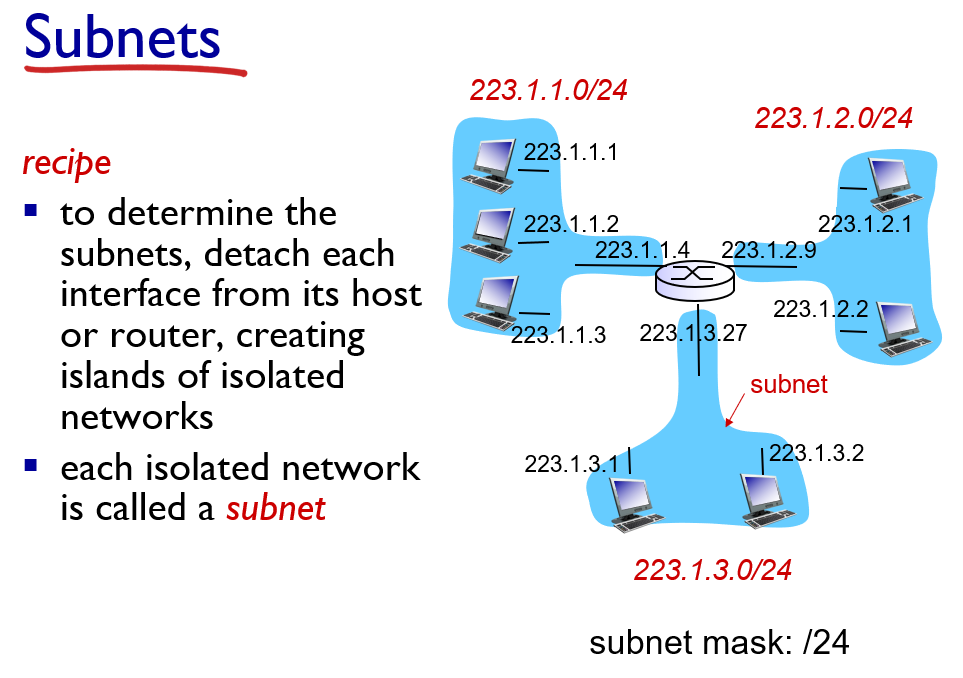 Subnets
recipe
▪ to determine the
subnets, detach each
interface from its host
or router, creating
islands of isolated
networks
▪ each isolated network
is called a subnet
223.1.1.0/24
223.1.2.0/24
223.1.1.1
223.1.1.2
223.1.1.4
223.1.2.9
223.1.2.1
223.1.1.3
223.1.3.27
223.1.2.2
subnet
223.1.3.1
223.1.3.2
223.1.3.0/24
subnet mask: /24